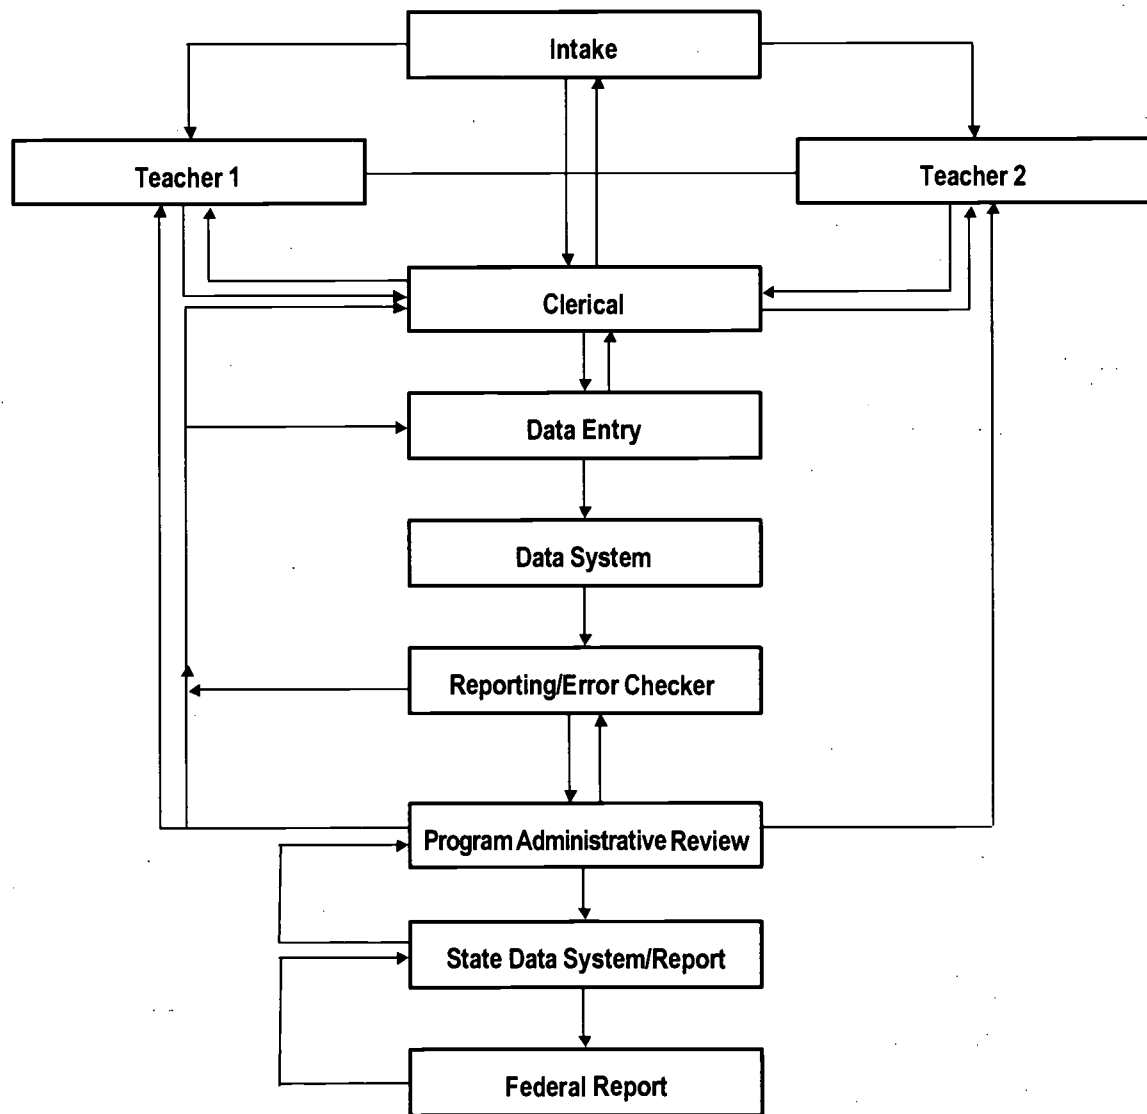 Intake
Teacher 1
Teacher 2
Clerical
Data Entry
Data System
Reporting/Error Checker
Program Administrative Review
State Data System/Report
Federal Report